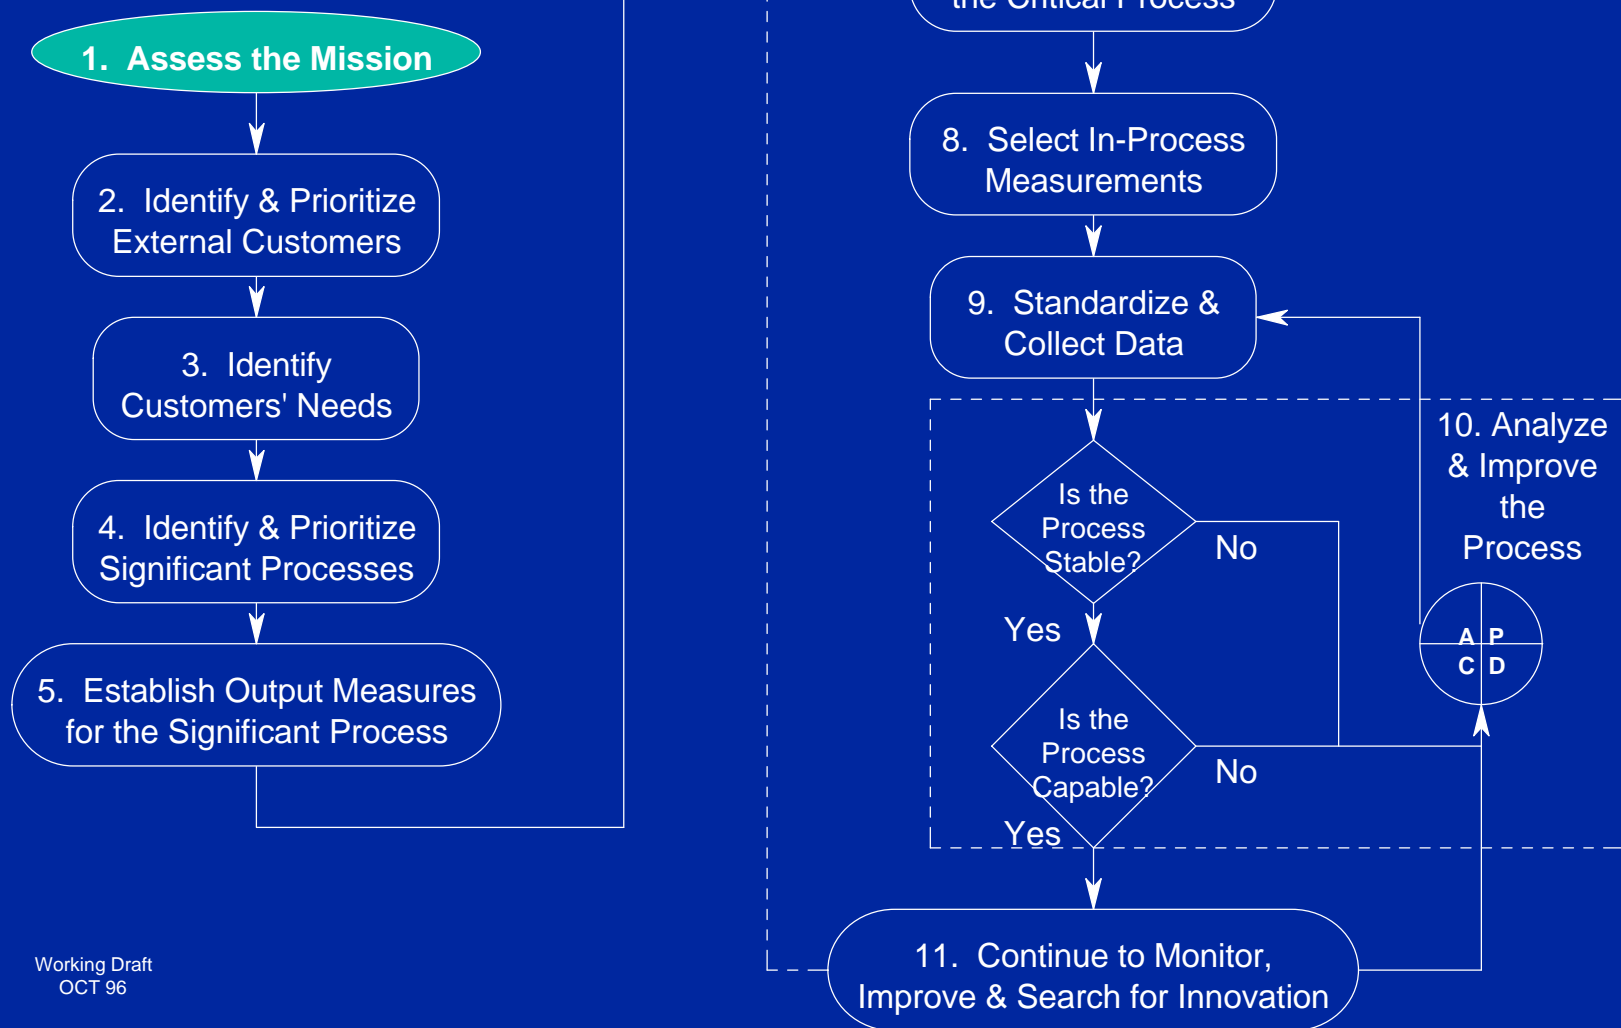 1. Assess the Mission
2. Identify & Prioritize
External Customers
3. Identify
Customers' Needs
4. Identify & Prioritize
Significant Processes
5. Establish Output Measures
for the Significant Process
Working Draft
OCT 96
the Critical Process
8. Select In-Process
Measurements
9. Standardize &
Collect Data
10. Analyze
& Improve
the
Process
Is the
Process
Stable?
No
Yes
A P
C D
Is the
Process
Capable?
No
Yes
11. Continue to Monitor,
Improve & Search for Innovation